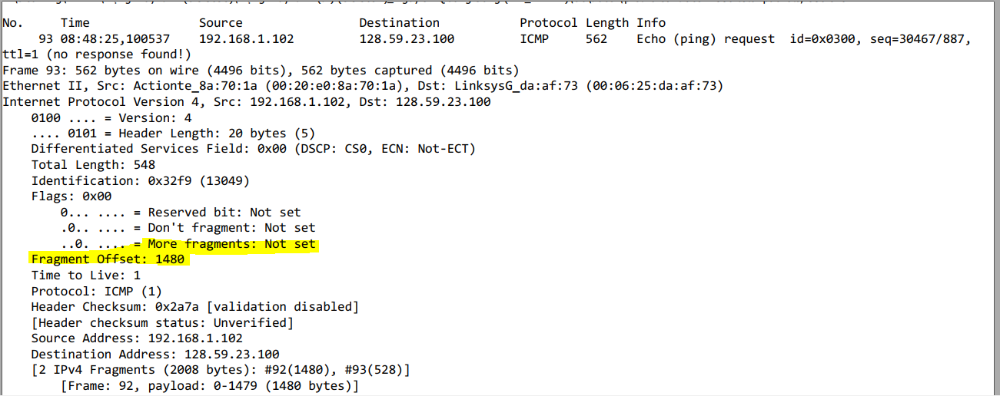 No. Time Source Destination Protocol Length Info
93 08:48:25,100537 192.168.1.102 128.59.23.100 ICMP 562 Echo (ping) request id=0x0300, seq=30467/887,
ttl=1 (no response found!)
Frame 93: 562 bytes on wire (4496 bits), 562 bytes captured (4496 bits)
Ethernet II, Src: Actionte_8a:70:1a (00:20:e0:8a:70:1a), Dst: LinksysG_da:af:73 (00:06:25:da:af:73)
Internet Protocol Version 4, Src: 192.168.1.102, Dst: 128.59.23.100
0100 .... = Version: 4
.... 0101 = Header Length: 20 bytes (5)
Differentiated Services Field: 0x00 (DSCP: CS0, ECN: Not-ECT)
Total Length: 548
Identification: 0x32f9 (13049)
Flags: 0x00
0... .... = Reserved bit: Not set
.0.. .... = Don't fragment: Not set
..0. .... = More fragments: Not set
Fragment Offset: 1480
Time to Live: 1
Protocol: ICMP (1)
Header Checksum: 0x2a7a [validation disabled]
[Header checksum status: Unverified]
Source Address: 192.168.1.102
Destination Address: 128.59.23.100
[2 IPv4 Fragments (2008 bytes): #92(1480), #93(528)]
[Frame: 92, payload: 0-1479 (1480 bytes)]